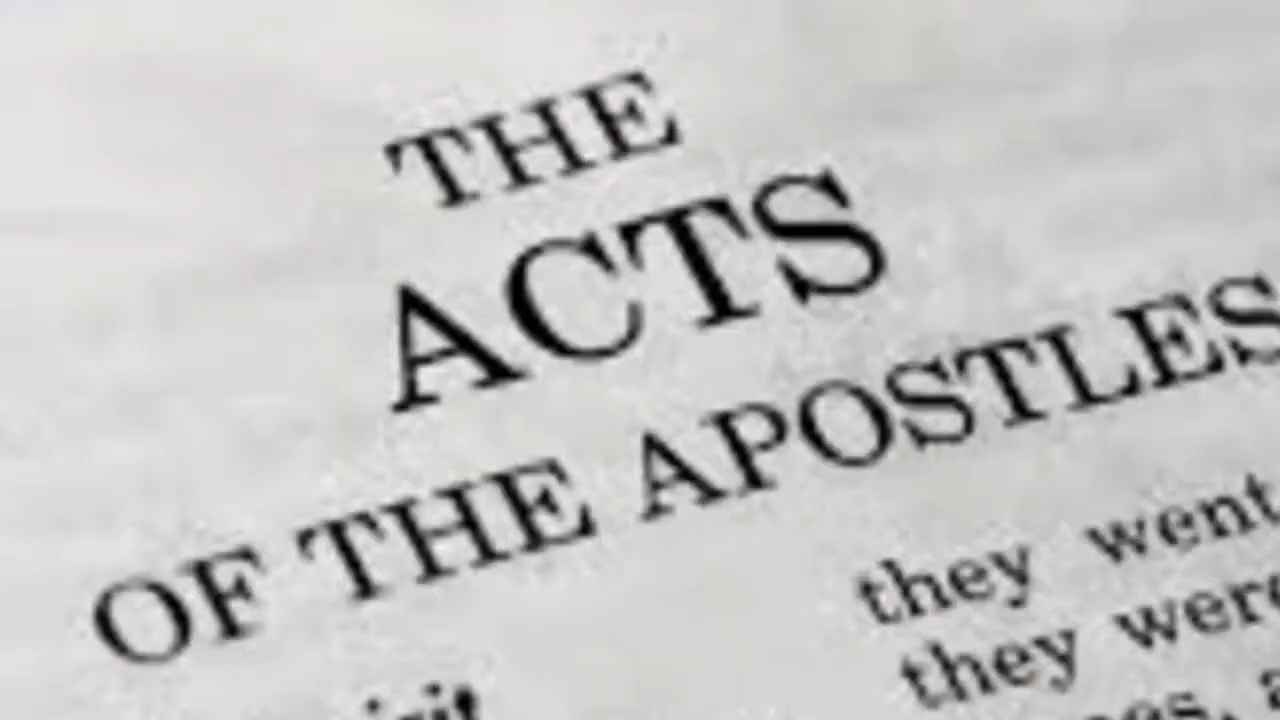 THE
ACTS
OF THE APOSTLES
they went
they were